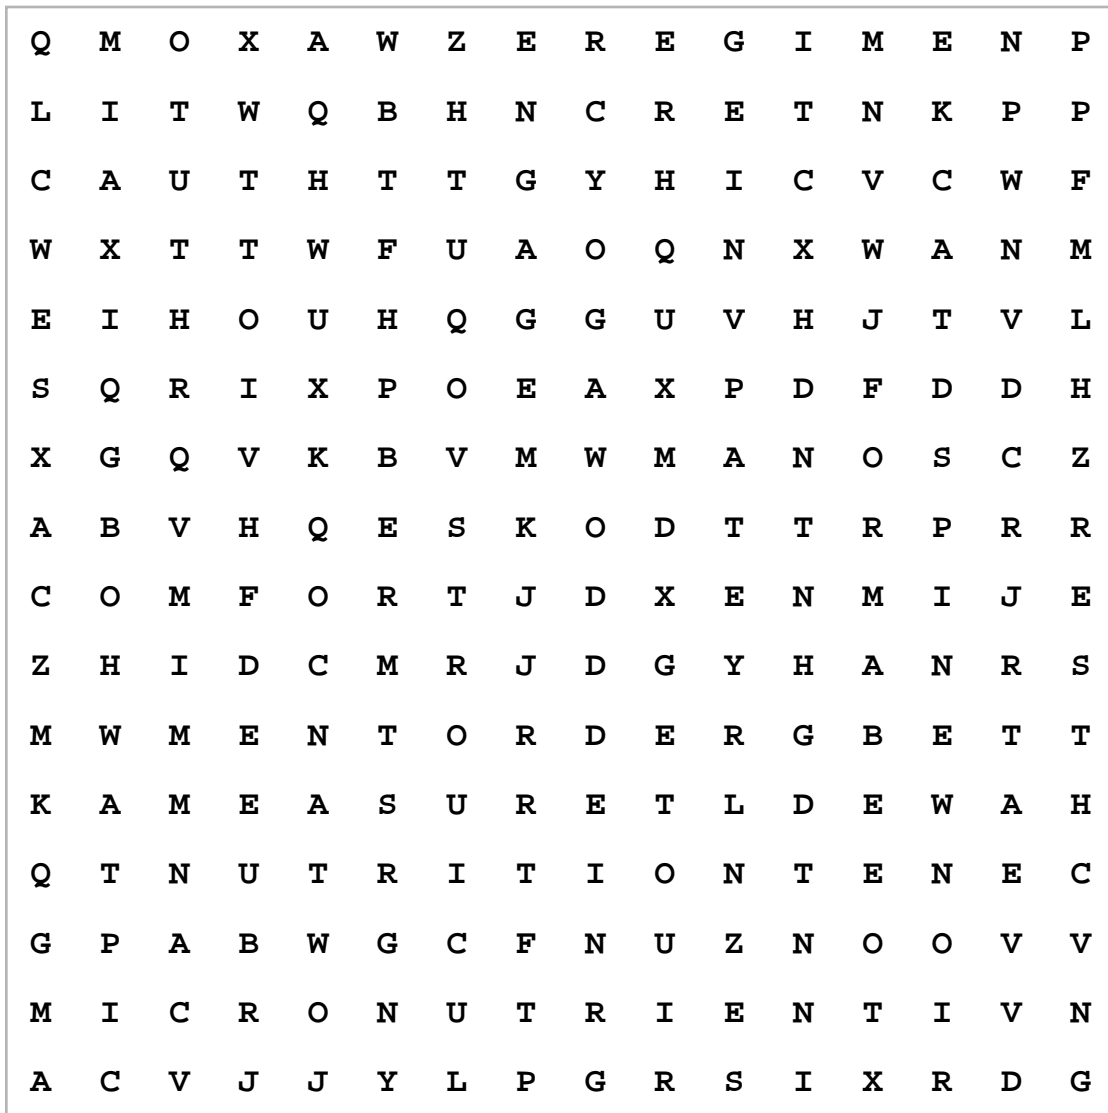 Q M O X A W Z E R E G I M E N P
L I T W Q B H N C R E T N K P P
C A U T H T T G Y H I C V C W F
W X T T W F U A O Q N X W A N M
E I H O U H Q G G U V H J T V L
S Q R I X P O E A X P D F D D H
X G Q V K B V M W M A N O S C Z
A B V H Q E S K O D T T R P R R
C O M F O R T J D X E N M I J E
Z H I D C M R J D G Y H A N R S
M W M E N T O R D E R G B E T T
K A M E A S U R E T L D E W A H
Q T N U T R I T I O N T E N E C
G P A B W G C F N U Z N O O V V
M I C R O N U T R I E N T I V N
A C V J J Y L P G R S I X R D G